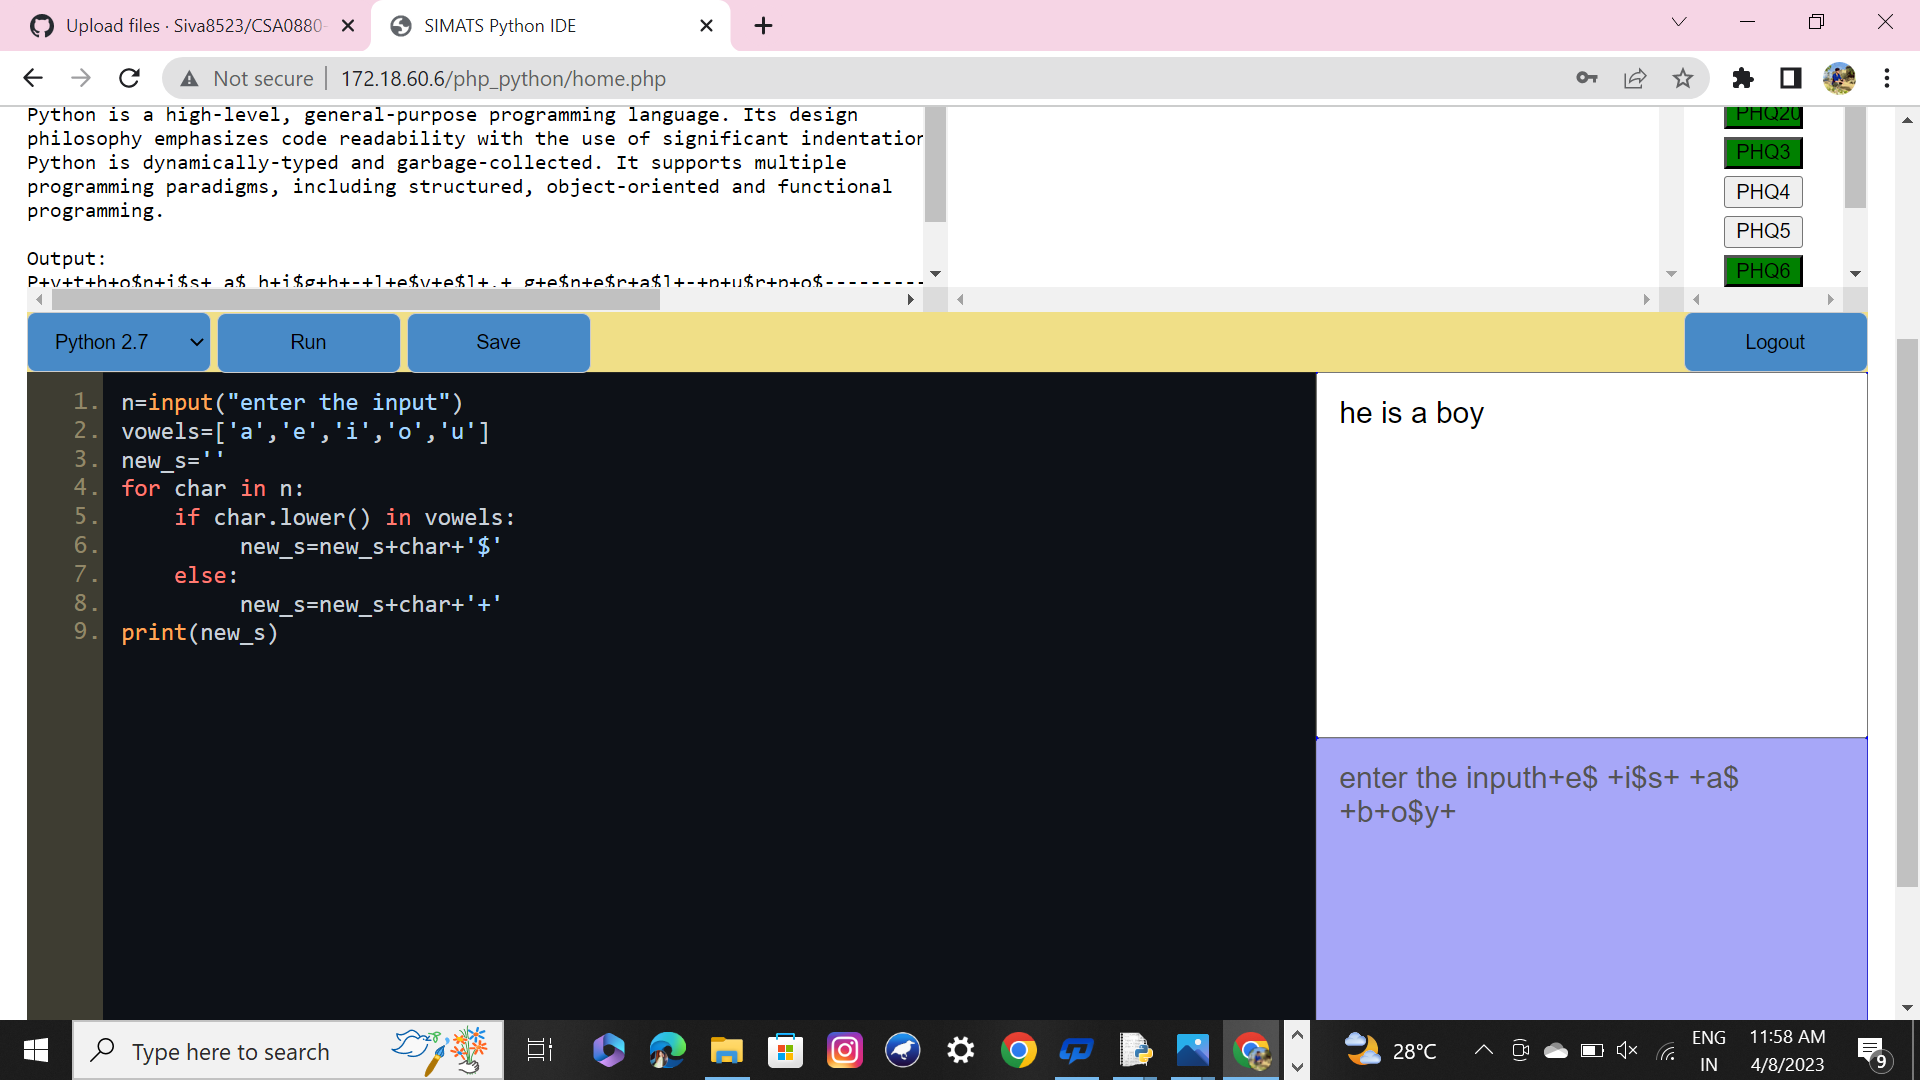 Upload files · Siva8523/CSA0880-
SIMATS Python IDE
Not secure
172.18.60.6/php_python/home.php
Python is a high-level, general-purpose programming language. Its design
philosophy emphasizes code readability with the use of significant indentation
Python is dynamically-typed and garbage-collected. It supports multiple
programming paradigms, including structured, object-oriented and functional
programming.
Output:
P+y+t+h+o$n+i$s+ a$ h+i$g+h+-+l+e$v+e$l+,+ g+e$n+e$r+a$l+-+p+u$r+p+o$----------
PHQ20
PHQ3
PHQ4
PHQ5
PHQ6
Python 2.7
Run
Save
Logout
1. n=input("enter the input")
2. vowels=['a','e','i','o','u']
3. new_s=''
4. for char in n:
5. if char.lower() in vowels:
6. new_s=new_s+char+'$'
7. else:
8. new_s=new_s+char+'+'
9. print(new_s)
he is a boy
enter the inputh+e$ +i$s+ +a$
+b+o$y+
Type here to search
28°C
ENG
IN
11:58 AM
4/8/2023
9